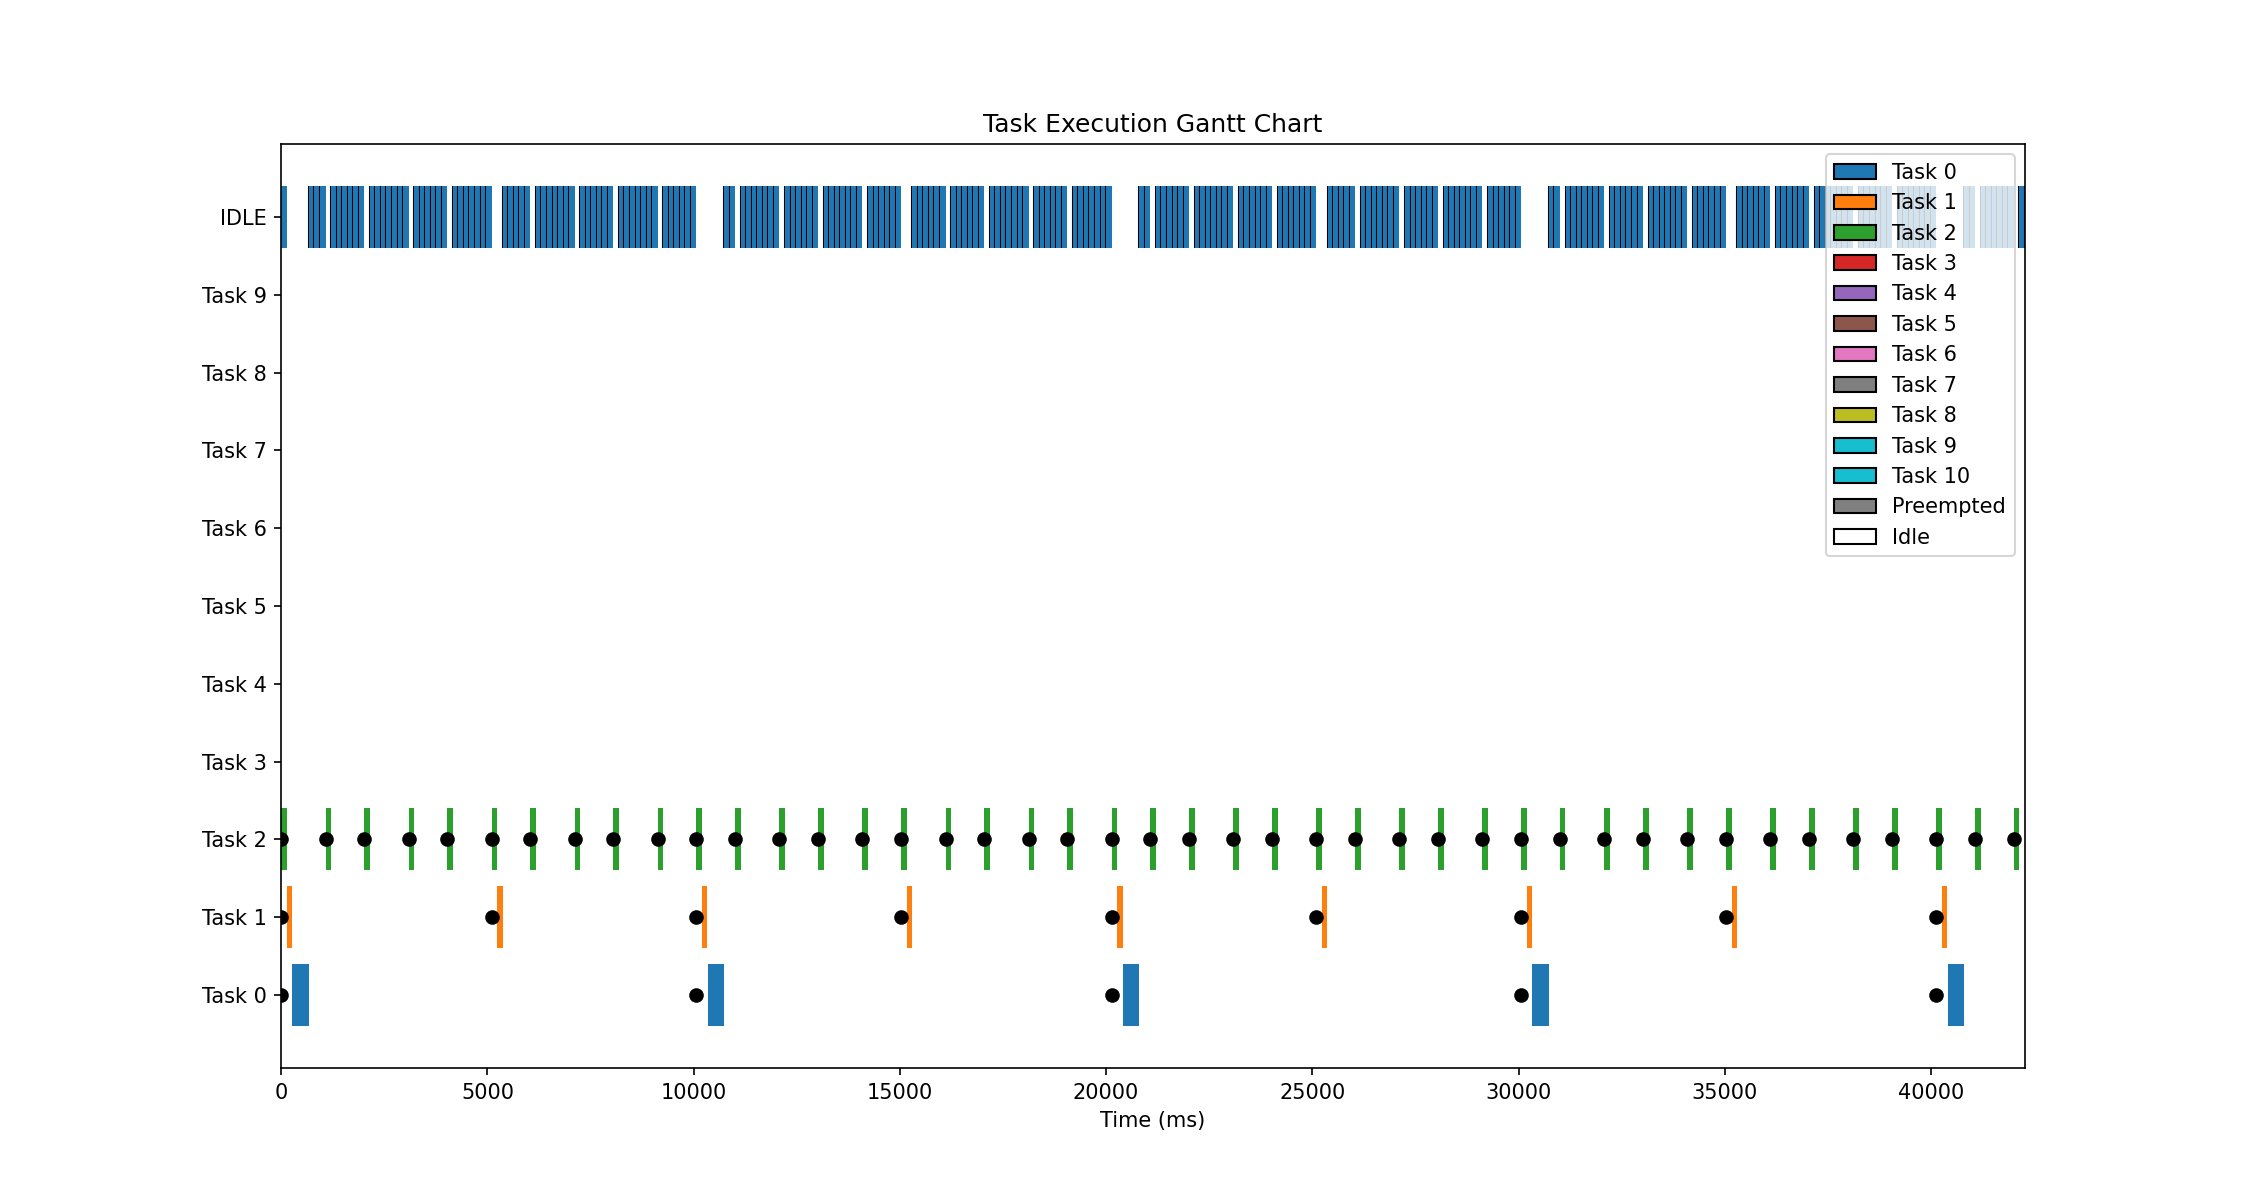 Task Execution Gantt Chart
IDLE
Task 9
Task 8
Task 7
Task 6
Task 5
Task 4
Task 3
Task 2
Task 1
Task 0
Task 0
Task 1
Task 2
Task 3
Task 4
Task 5
Task 6
Task 7
Task 8
Task 9
Task 10
Preempted
Idle
0 5000 10000 15000 20000 25000 30000 35000 40000
Time (ms)